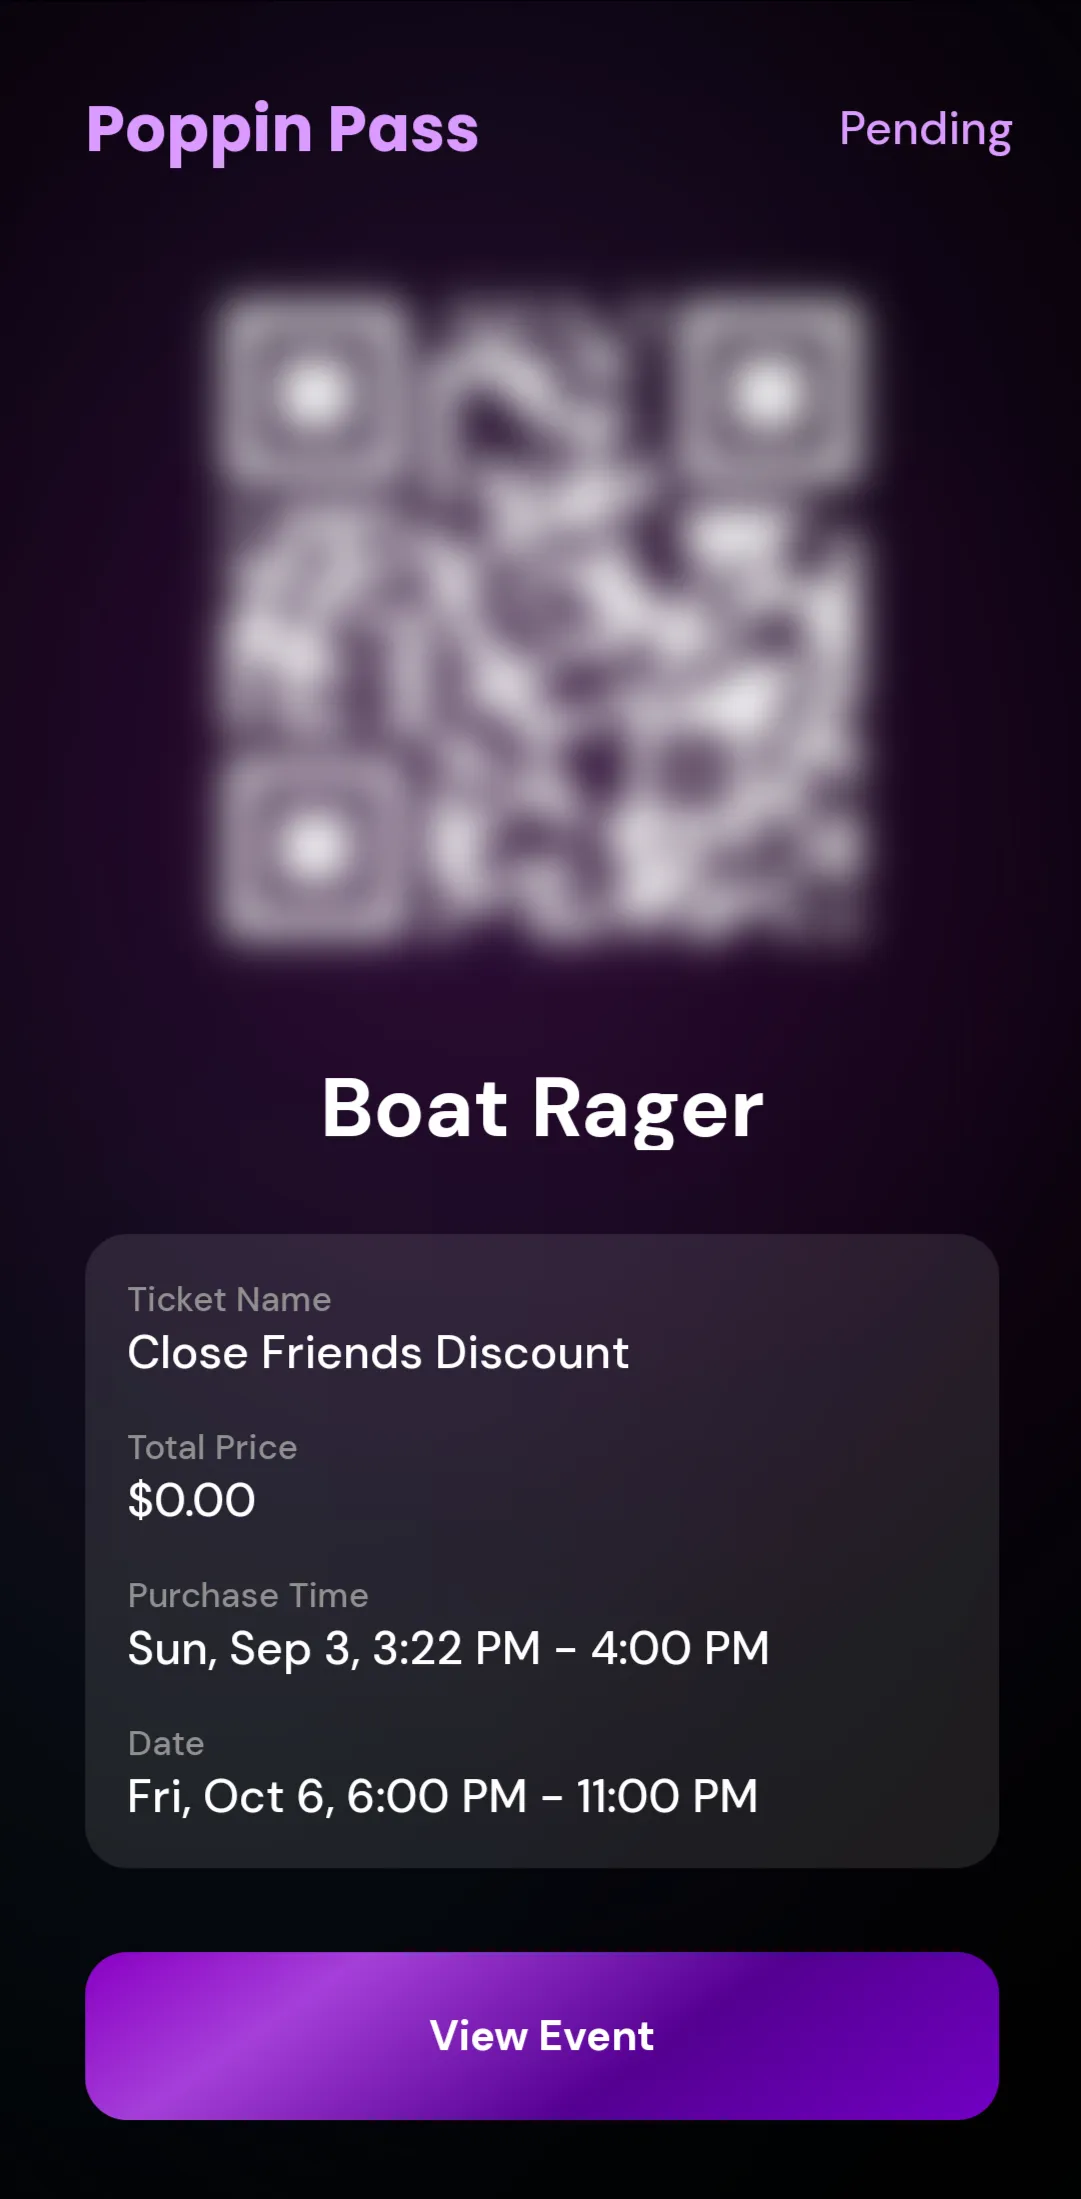 Poppin Pass
Pending
Boat Rager
Ticket Name
Close Friends Discount
Total Price
$0.00
Purchase Time
Sun, Sep 3, 3:22 PM - 4:00 PM
Date
Fri, Oct 6, 6:00 PM - 11:00 PM
View Event